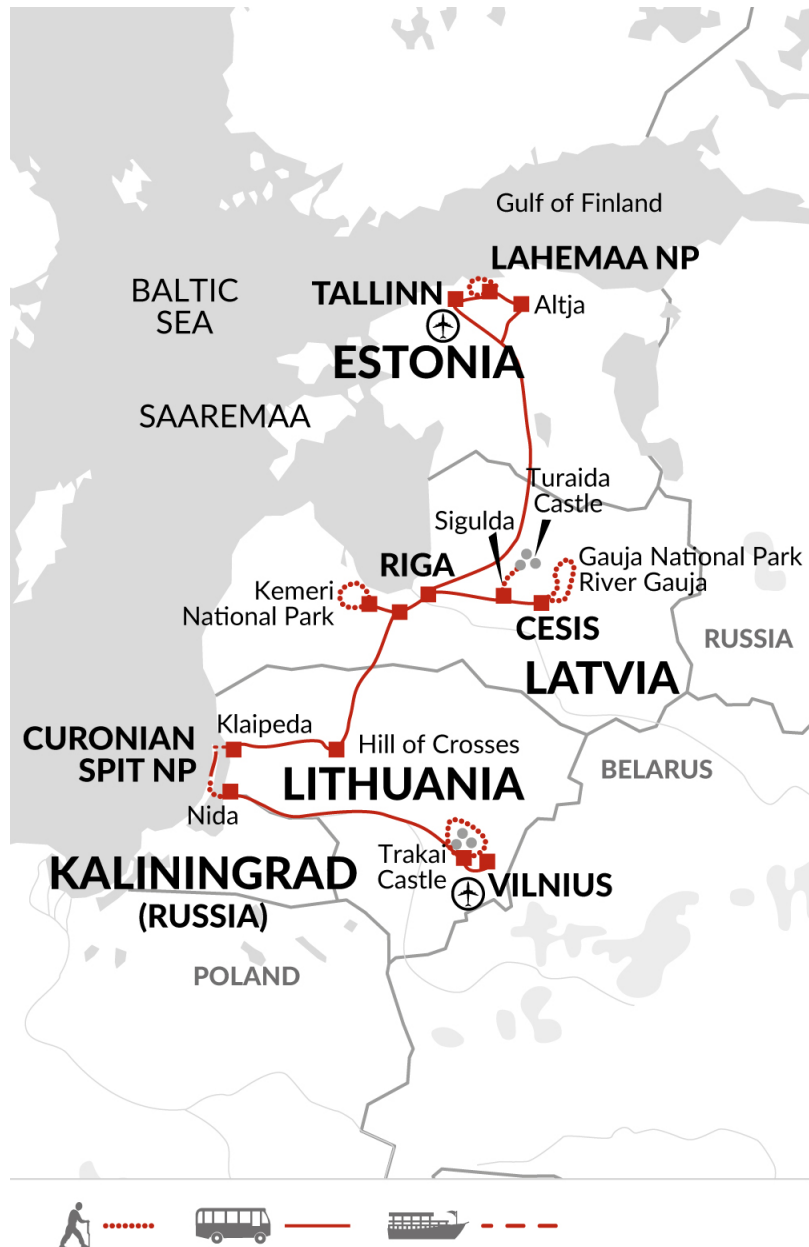 Gulf of Finland
LAHEMAA NP
BALTIC
SEA
TALLINN
Altja
ESTONIA
SAAREMAA
Turaida
Castle
Sigulda
RIGA
Gauja National Park
River Gauja
Kemeri
National Park
CESIS
RUSSIA
LATVIA
Klaipeda
CURONIAN
SPIT NP
Hill of Crosses
BELARUS
LITHUANIA
Nida
Trakai
Castle
KALININGRAD
(RUSSIA)
VILNIUS
POLAND